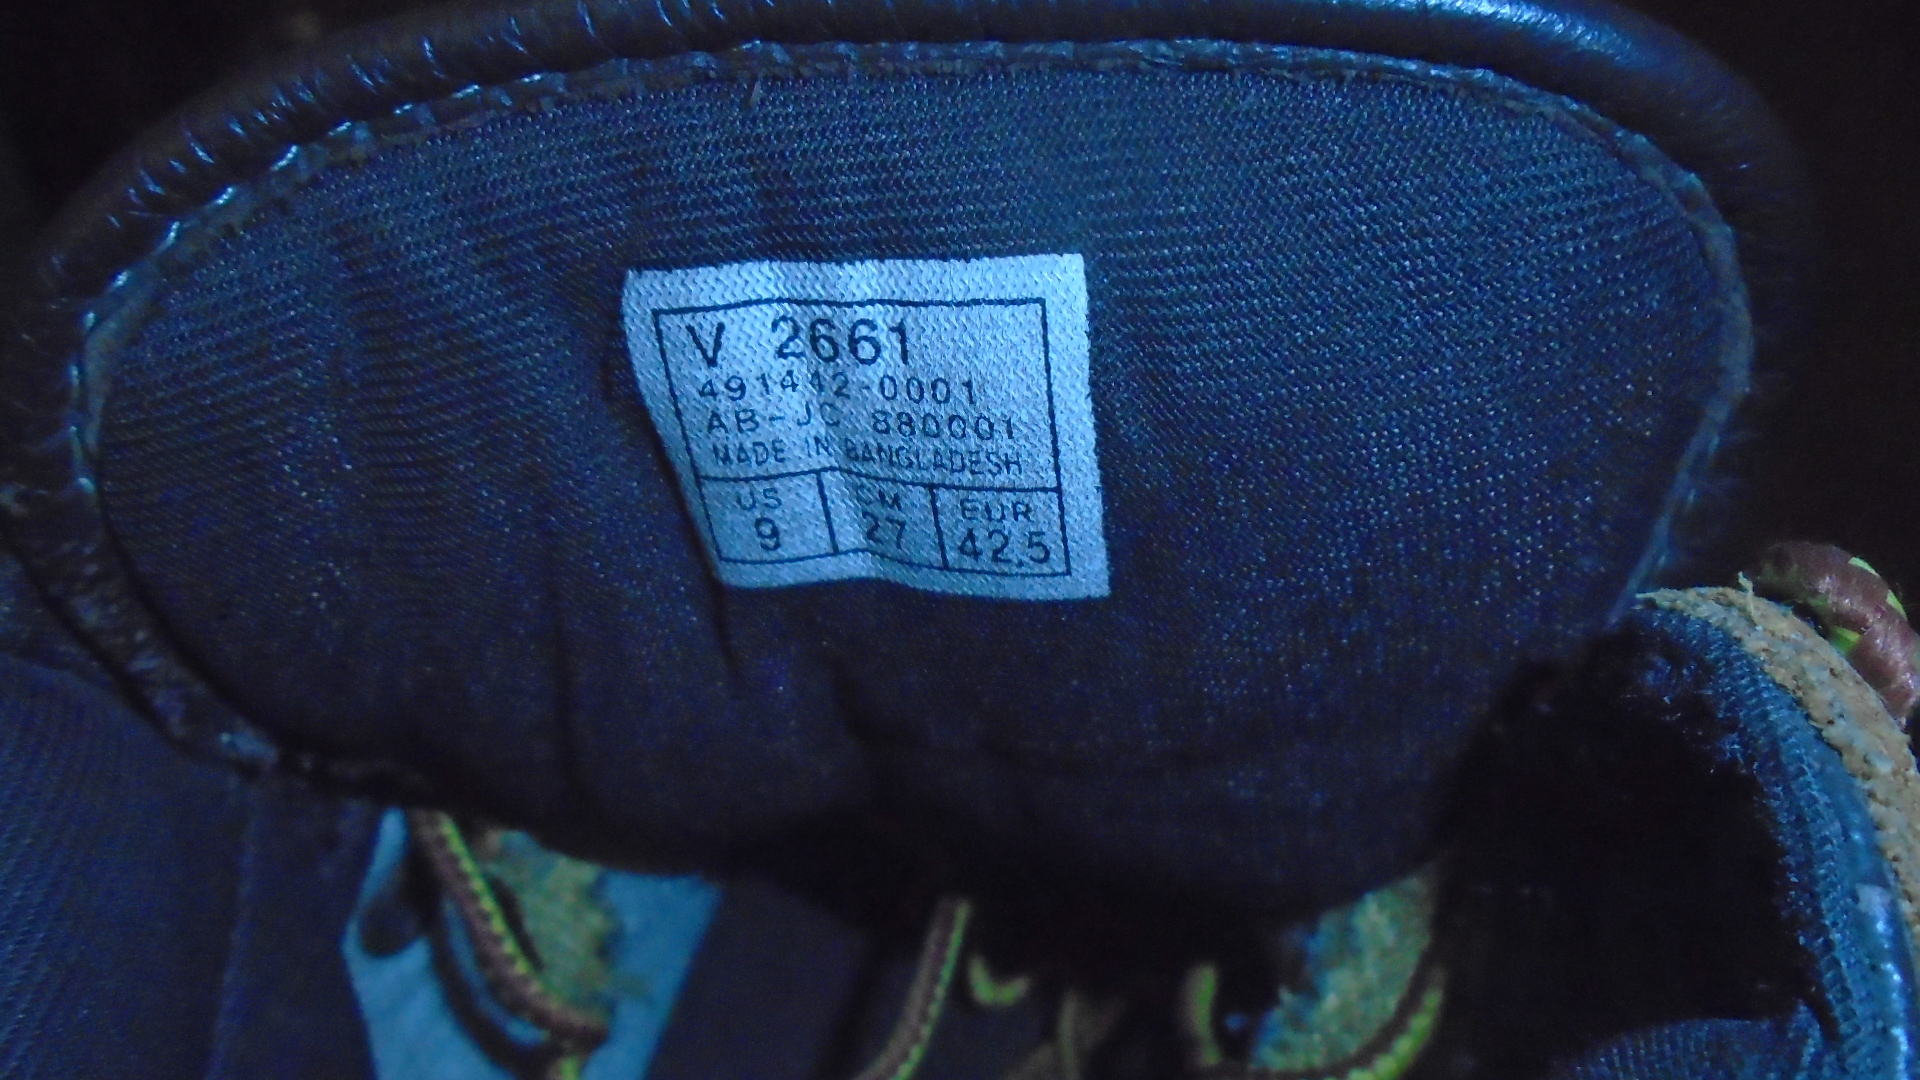 V 2661
491442-0001
AB-JC 880001
MADE IN BANGLADESH
US CM EUR
9 27 42.5